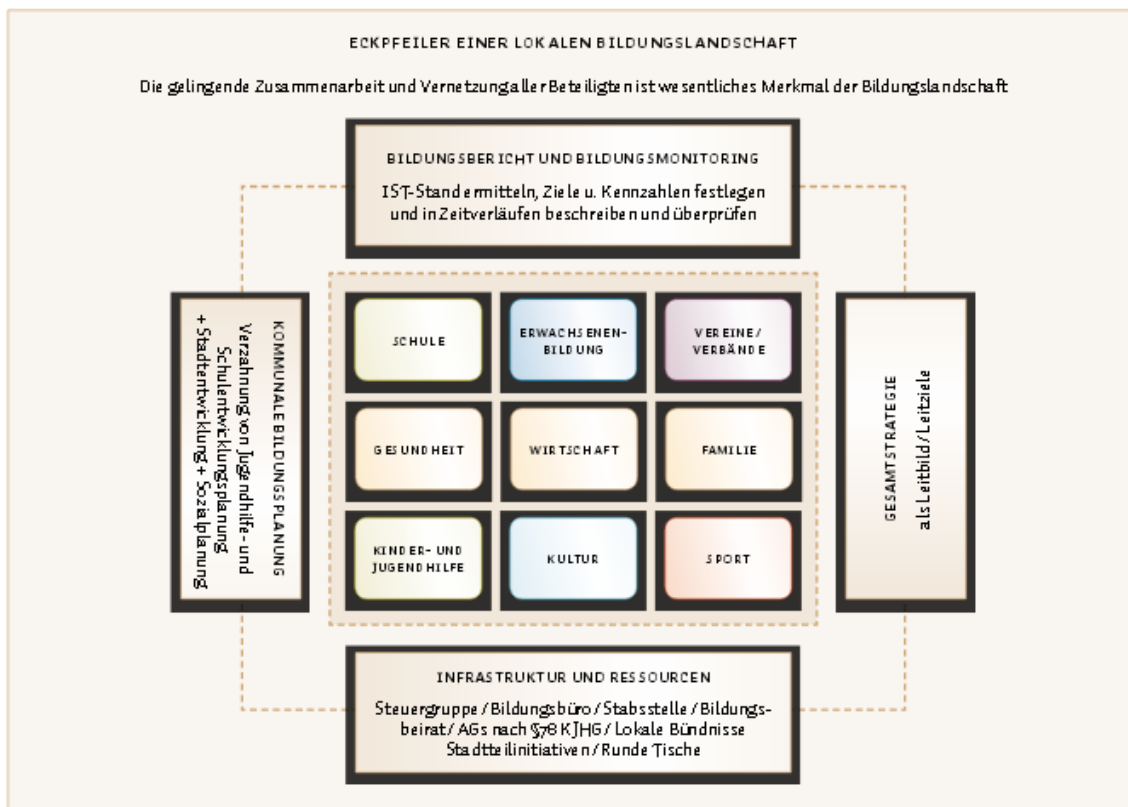 ECKPFEILER EINER LOKALEN BILDUNGSLANDSCHAFT
Die gelingende Zusammenarbeit und Vernetzung aller Beteiligten ist wesentliches Merkmal der Bildungslandschaft
BILDUNGSBERICHT UND BILDUNGSMONITORING
IST-Stand ermitteln, Ziele u. Kennzahlen festlegen
und in Zeitverläufen beschreiben und überprüfen
KOMMUNALE BILDUNGSPLANUNG
Verzahnung von Jugendhilfe- und
Schulentwicklungsplanung
+ Stadtentwicklung + Sozialplanung
SCHULE
ERWACHSENEN-
BILDUNG
VEREINE/
VERBÄNDE
GESUNDHEIT
WIRTSCHAFT
FAMILIE
KINDER- UND
JUGENDHILFE
KULTUR
SPORT
GESAMTSTRATEGIE
als Leitbild / Leitziele
INFRASTRUKTUR UND RESSOURCEN
Steuergruppe / Bildungsbüro / Stabsstelle / Bildungs-
beirat / AGs nach §78 KJHG / Lokale Bündnisse
Stadtteilinitiativen / Runde Tische